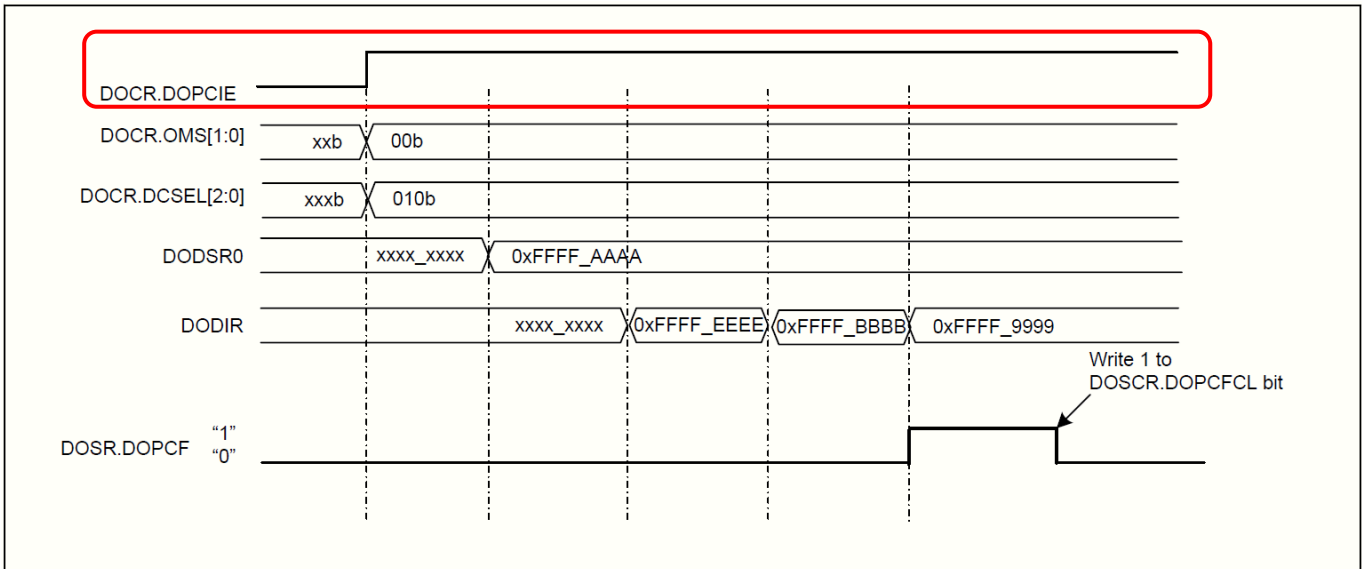 DOCR.DOPCIE
DOCR.OMS[1:0] xxb 00b
DOCR.DCSEL[2:0] xxxb 010b
DODSR0 xxxx_xxxx 0xFFFF_AAAA
DODIR xxxx_xxxx 0xFFFF_EEEE 0xFFFF_BBBB 0xFFFF_9999
Write 1 to
DOSCR.DOPCFCL bit
DOSR.DOPCF “1”
“0”